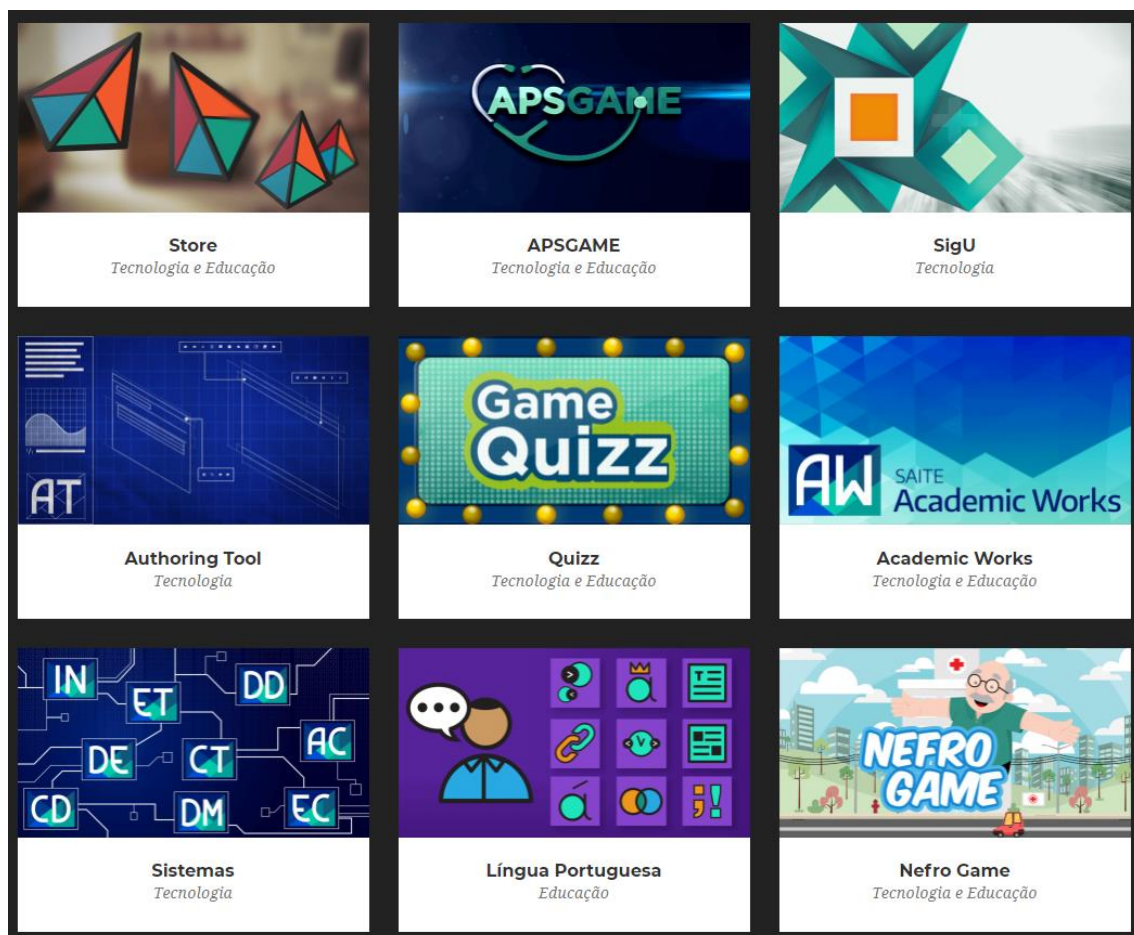 APSGAME
Store
Tecnologia e Educação
APSGAME
Tecnologia e Educação
SigU
Tecnologia
AT
Game
Quizz
AW
SAITE
Academic Works
Authoring Tool
Tecnologia
Quizz
Tecnologia e Educação
Academic Works
Tecnologia e Educação
IN
ET
DD
DE
CT
AC
CD
DM
EC
NEFRO
GAME
Sistemas
Tecnologia
Língua Portuguesa
Educação
Nefro Game
Tecnologia e Educação